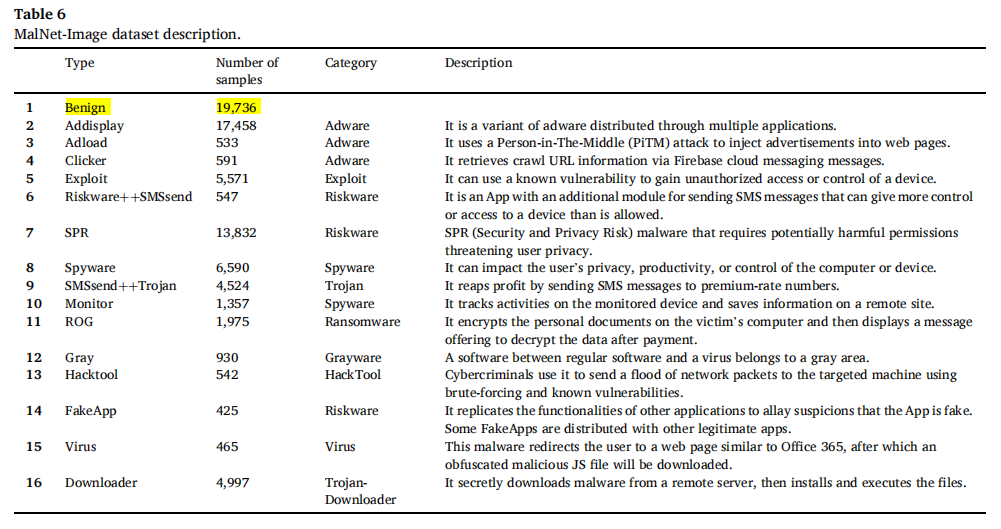 Table 6
MalNet-Image dataset description.
Type Number of samples Category Description
1 Benign 19,736
2 Addisplay 17,458 Adware It is a variant of adware distributed through multiple applications.
3 Adload 533 Adware It uses a Person-in-The-Middle (PiTM) attack to inject advertisements into web pages.
4 Clicker 591 Adware It retrieves crawl URL information via Firebase cloud messaging messages.
5 Exploit 5,571 Exploit It can use a known vulnerability to gain unauthorized access or control of a device.
6 Riskware++SMSsend 547 Riskware It is an App with an additional module for sending SMS messages that can give more control
or access to a device than is allowed.
7 SPR 13,832 Riskware SPR (Security and Privacy Risk) malware that requires potentially harmful permissions
threatening user privacy.
8 Spyware 6,590 Spyware It can impact the user's privacy, productivity, or control of the computer or device.
9 SMSsend++Trojan 4,524 Trojan It reaps profit by sending SMS messages to premium-rate numbers.
10 Monitor 1,357 Spyware It tracks activities on the monitored device and saves information on a remote site.
11 ROG 1,975 Ransomware It encrypts the personal documents on the victim's computer and then displays a message
offering to decrypt the data after payment.
12 Gray 930 Grayware A software between regular software and a virus belongs to a gray area.
13 Hacktool 542 HackTool Cybercriminals use it to send a flood of network packets to the targeted machine using
brute-forcing and known vulnerabilities.
14 FakeApp 425 Riskware It replicates the functionalities of other applications to allay suspicions that the App is fake.
Some FakeApps are distributed with other legitimate apps.
15 Virus 465 Virus This malware redirects the user to a web page similar to Office 365, after which an
obfuscated malicious JS file will be downloaded.
16 Downloader 4,997 Trojan- It secretly downloads malware from a remote server, then installs and executes the files.
Downloader